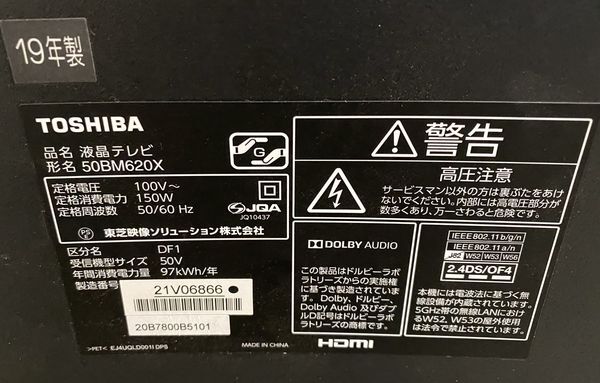 19年製
TOSHIBA
品名 液晶テレビ
形名 50BM620X
定格電圧 100V～
定格消費電力 150W
定格周波数 50/60 Hz
JQA
JQ10437
PS
E
東芝映像ソリューション株式会社
区分名 DF1
受信機型サイズ 50V
年間消費電力量 97kWh/年
製造番号
21V06866
20B7800B5101
>PET< EJ4UQLD001I DPS
MADE IN CHINA
警告
高圧注意
サービスマン以外の方は裏ぶたをあけ
ないでください。内部には高電圧部分が
数多くあり、万一さわると危険です。
DOLBY AUDIO
この製品はドルビーラボ
ラトリーズからの実施権
に基づき製造されていま
す。Dolby、ドルビー、
Dolby Audio 及びダブ
ルD記号はドルビーラボ
ラトリーズの商標です。
HDMI
IEEE802.11b/g/n
IEEE802.11a/n
J52 W52 W53 W56
2.4DS/OF4
本機には電波法に基づく無
線設備が内蔵されています。
5GHz帯の無線LANにおけ
るW52、W53の屋外使用
は法令で禁止されています。